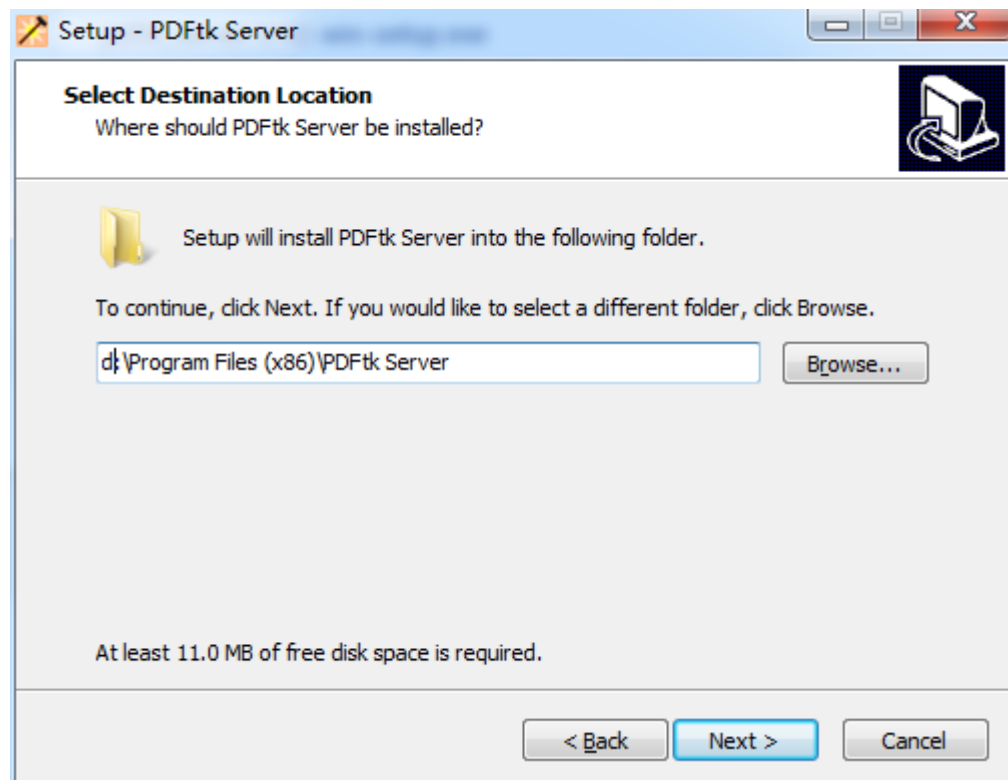 Setup - PDFtk Server
Select Destination Location
Where should PDFtk Server be installed?
Setup will install PDFtk Server into the following folder.
To continue, click Next. If you would like to select a different folder, click Browse.
d:\Program Files (x86)\PDFtk Server
Browse...
At least 11.0 MB of free disk space is required.
< Back
Next >
Cancel